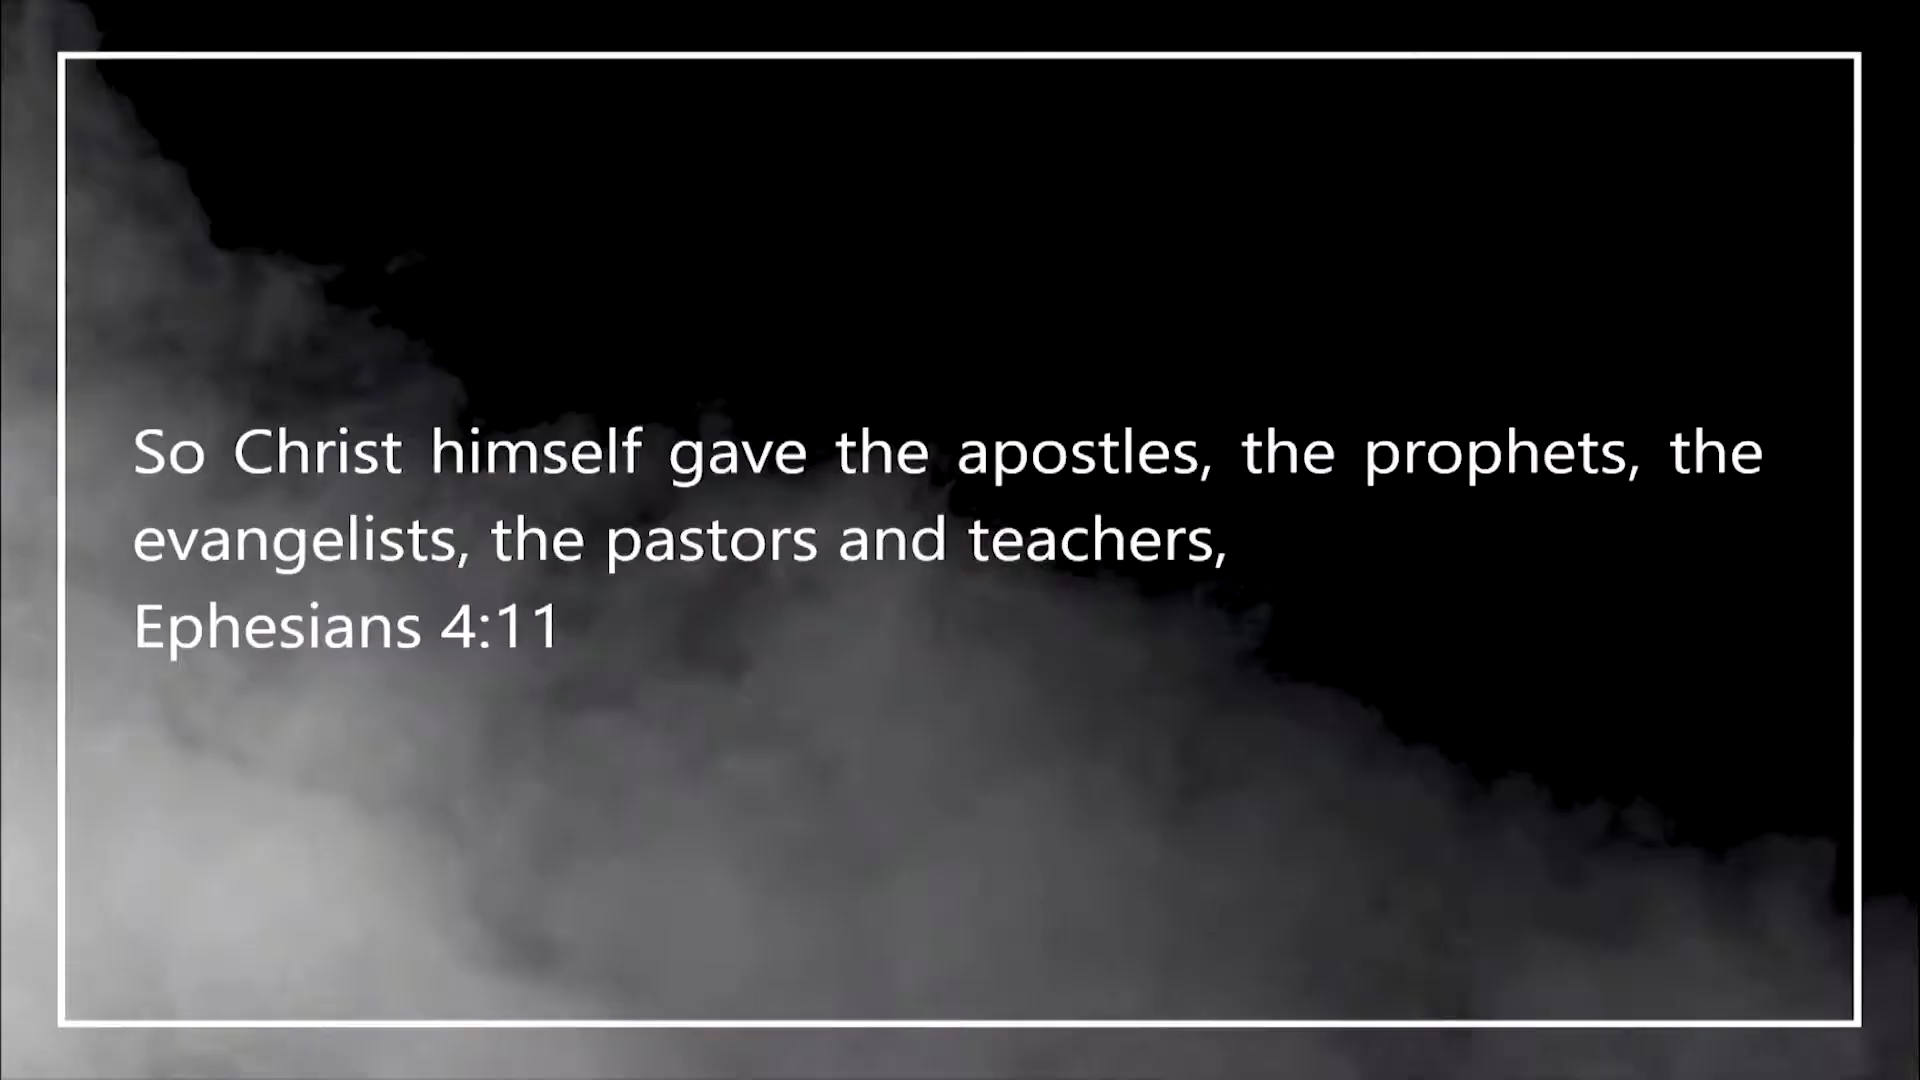 So Christ himself gave the apostles, the prophets, the
evangelists, the pastors and teachers,
Ephesians 4:11